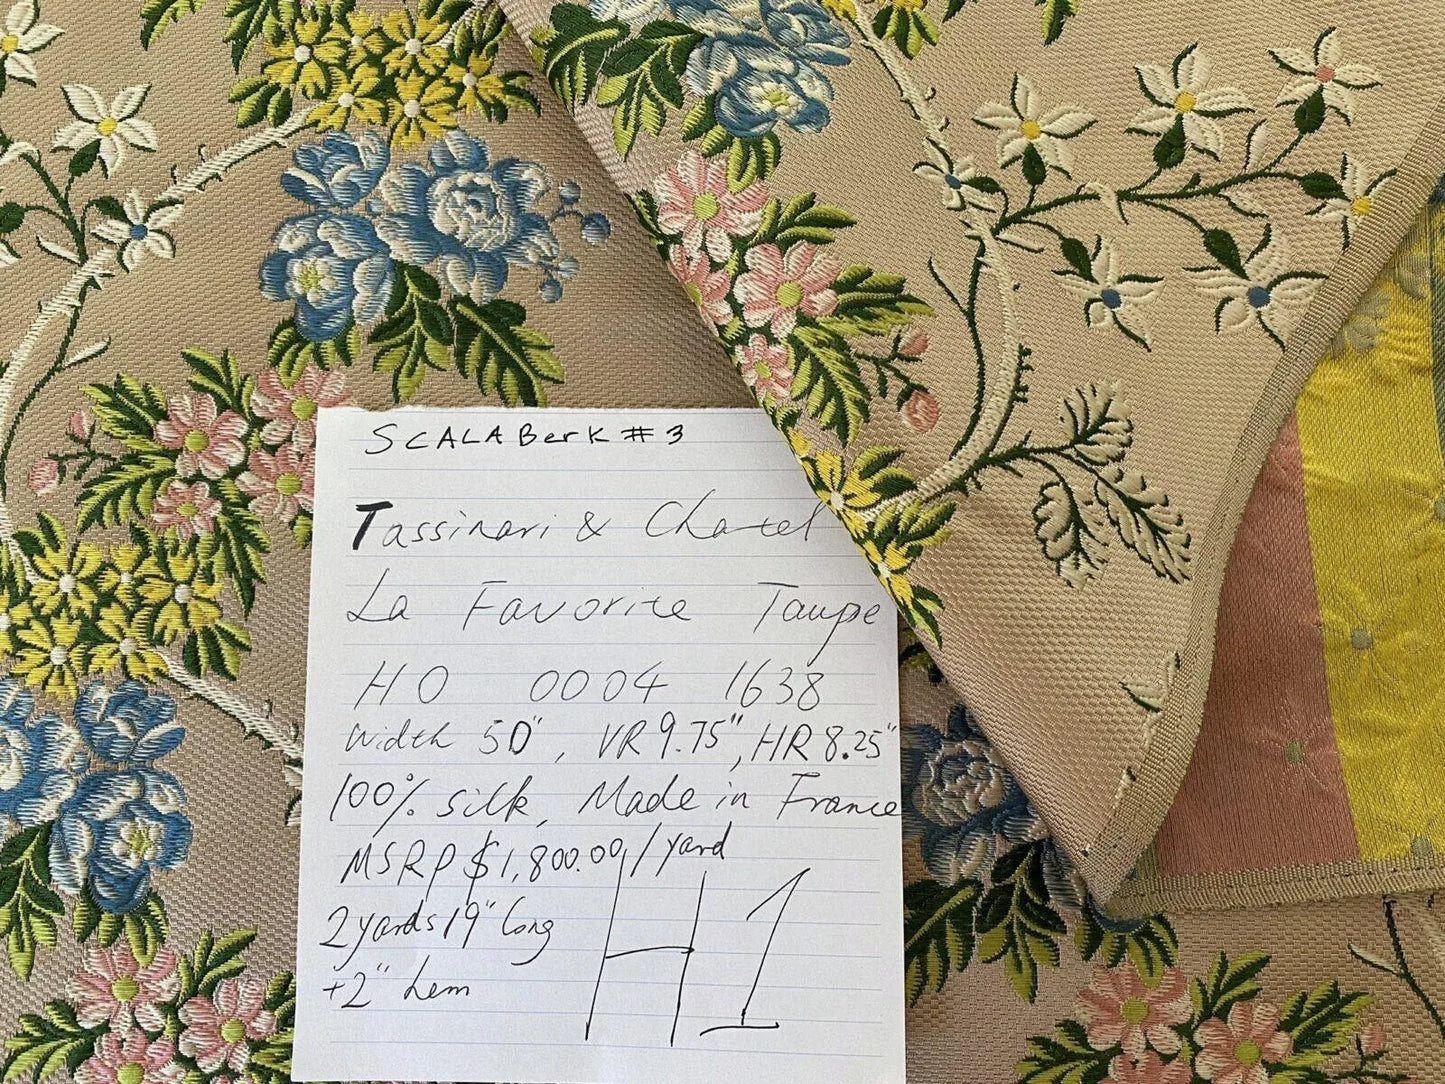 SCALABerk #3
Tassinari & Chatel
La Favorite Taupe
HO 0004 1638
Width 50", VR 9.75", HR 8.25"
100% silk, Made in France
MSRP $1,800.00/yard
2 yards 19" long
+2" hem
H1